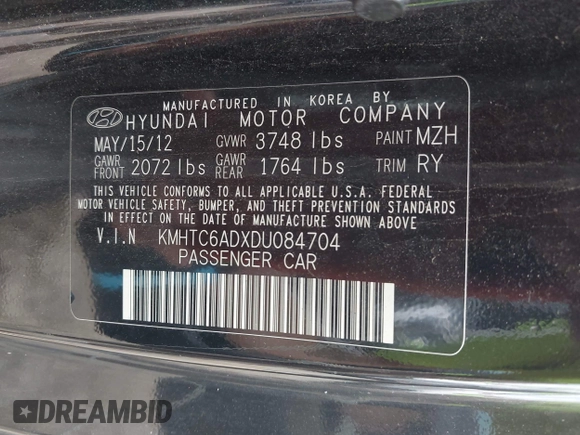 MANUFACTURED IN KOREA BY
HYUNDAI MOTOR COMPANY
MAY/15/12 GVWR 3748 lbs PAINT MZH
GAWR FRONT 2072 lbs GAWR REAR 1764 lbs TRIM RY
THIS VEHICLE CONFORMS TO ALL APPLICABLE U.S.A. FEDERAL
MOTOR VEHICLE SAFETY, BUMPER, AND THEFT PREVENTION STANDARDS
IN EFFECT ON THE DATE OF MANUFACTURE SHOWN ABOVE
V.I.N KMHTC6ADXDU084704
PASSENGER CAR
DREAMBID